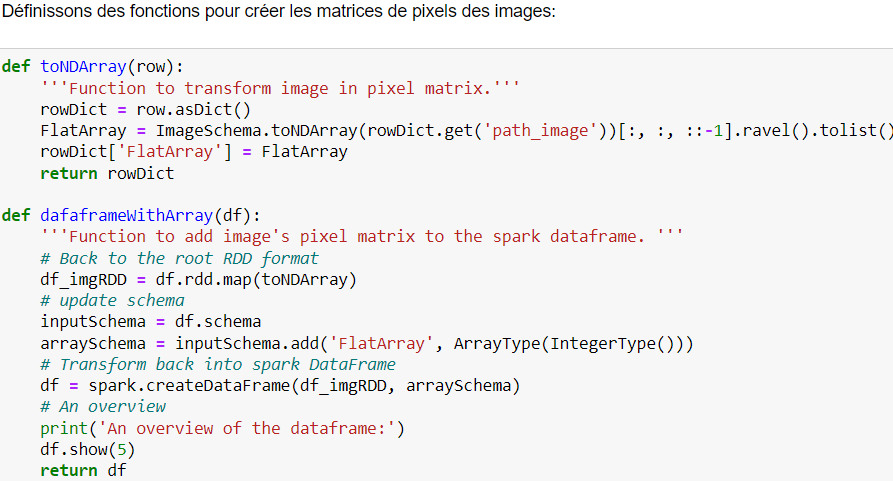 Définissons des fonctions pour créer les matrices de pixels des images:
def toNDArray(row):
    '''Function to transform image in pixel matrix.'''
    rowDict = row.asDict()
    FlatArray = ImageSchema.toNDArray(rowDict.get('path_image'))[:, :, ::-1].ravel().tolist()
    rowDict['FlatArray'] = FlatArray
    return rowDict
def dafaframeWithArray(df):
    '''Function to add image's pixel matrix to the spark dataframe. '''
    # Back to the root RDD format
    df_imgRDD = df.rdd.map(toNDArray)
    # update schema
    inputSchema = df.schema
    arraySchema = inputSchema.add('FlatArray', ArrayType(IntegerType()))
    # Transform back into spark DataFrame
    df = spark.createDataFrame(df_imgRDD, arraySchema)
    # An overview
    print('An overview of the dataframe:')
    df.show(5)
    return df